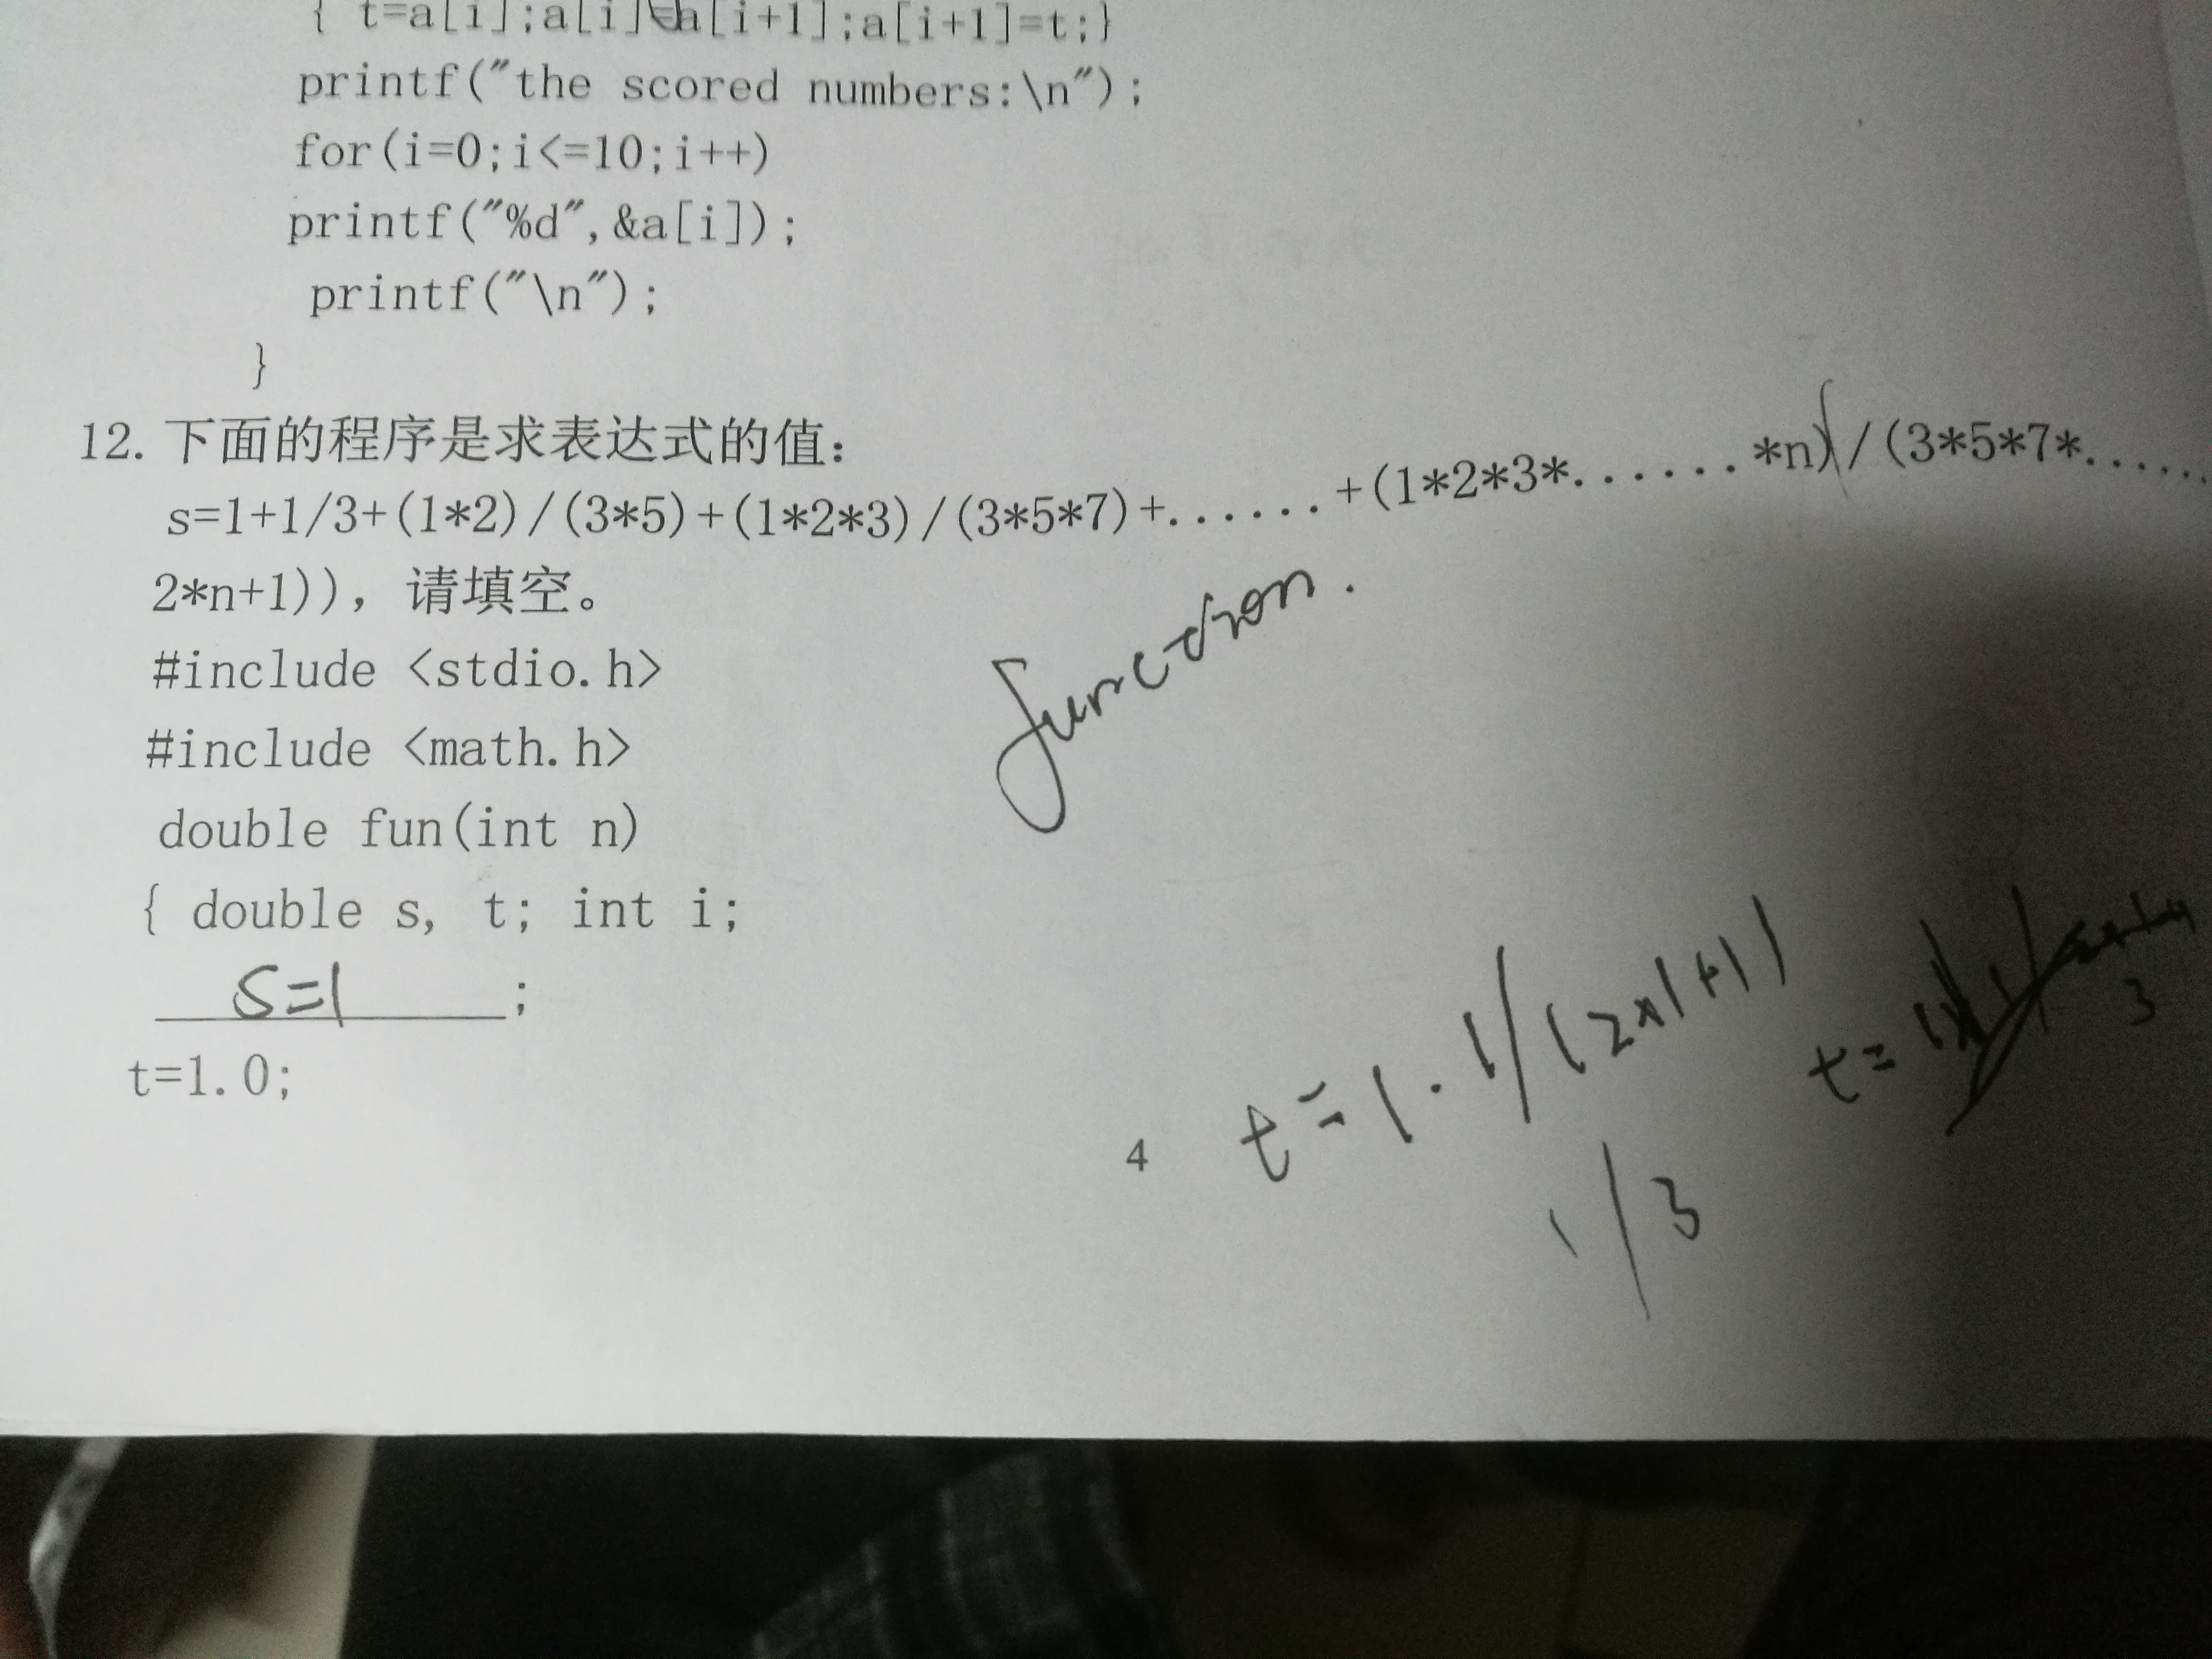 { t=a[i];a[i]=a[i+1];a[i+1]=t;}
printf("the scored numbers:\n");
for(i=0;i<=10;i++)
printf("%d",&a[i]);
printf("\n");
}
12.下面的程序是求表达式的值:
s=1+1/3+(1*2)/(3*5)+(1*2*3)/(3*5*7)+......+(1*2*3*......*n)/(3*5*7*.....
2*n+1)),请填空。
function.
#include <stdio.h>
#include <math.h>
double fun(int n)
{ double s, t; int i;
s=1;
t=1.0;
t=1·1/(2×1+1)
t=
3
1/3
4